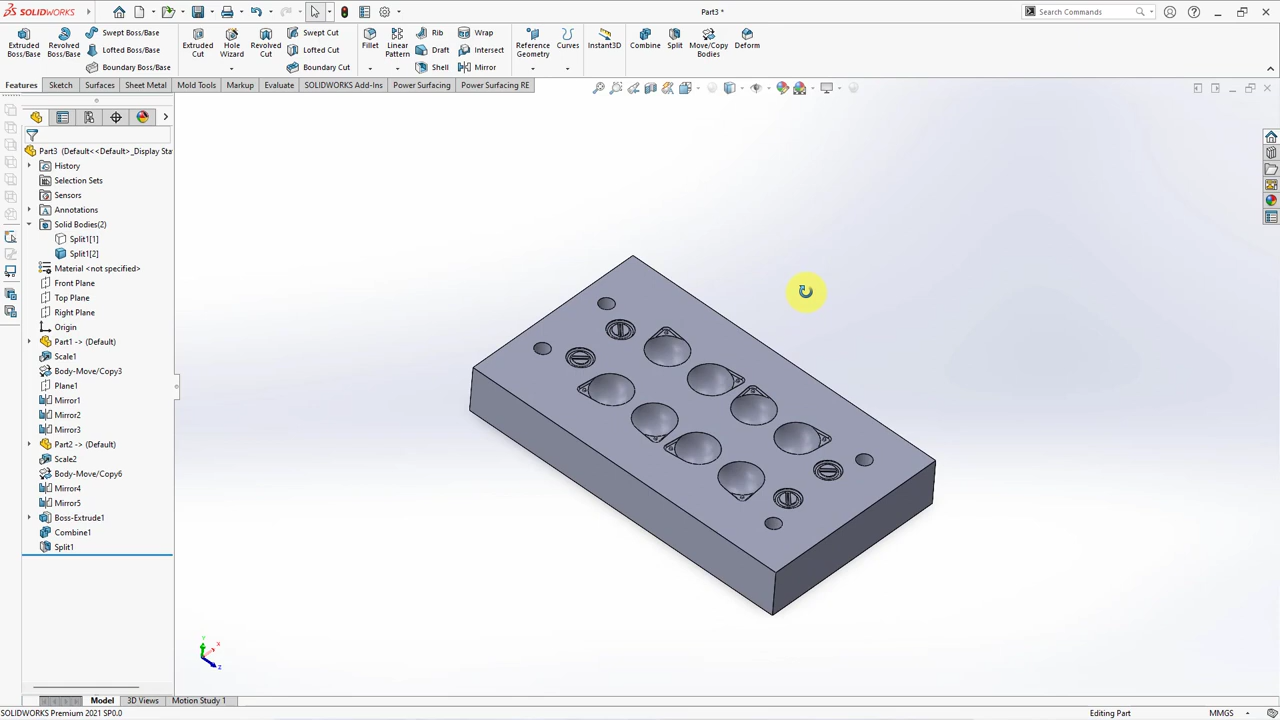 SOLIDWORKS
Part3 *
Search Commands
Extruded Boss/Base
Revolved Boss/Base
Swept Boss/Base
Lofted Boss/Base
Boundary Boss/Base
Extruded Cut
Hole Wizard
Revolved Cut
Swept Cut
Lofted Cut
Boundary Cut
Fillet
Linear Pattern
Rib
Draft
Shell
Wrap
Intersect
Mirror
Reference Geometry
Curves
Instant3D
Combine
Split
Move/Copy Bodies
Deform
Features
Sketch
Surfaces
Sheet Metal
Mold Tools
Markup
Evaluate
SOLIDWORKS Add-Ins
Power Surfacing
Power Surfacing RE
Part3 (Default<<Default>_Display Sta
History
Selection Sets
Sensors
Annotations
Solid Bodies(2)
Split1[1]
Split1[2]
Material <not specified>
Front Plane
Top Plane
Right Plane
Origin
Part1 -> (Default)
Scale1
Body-Move/Copy3
Plane1
Mirror1
Mirror2
Mirror3
Part2 -> (Default)
Scale2
Body-Move/Copy6
Mirror4
Mirror5
Boss-Extrude1
Combine1
Split1
Y
X
Z
Model
3D Views
Motion Study 1
SOLIDWORKS Premium 2021 SP0.0
Editing Part
MMGS